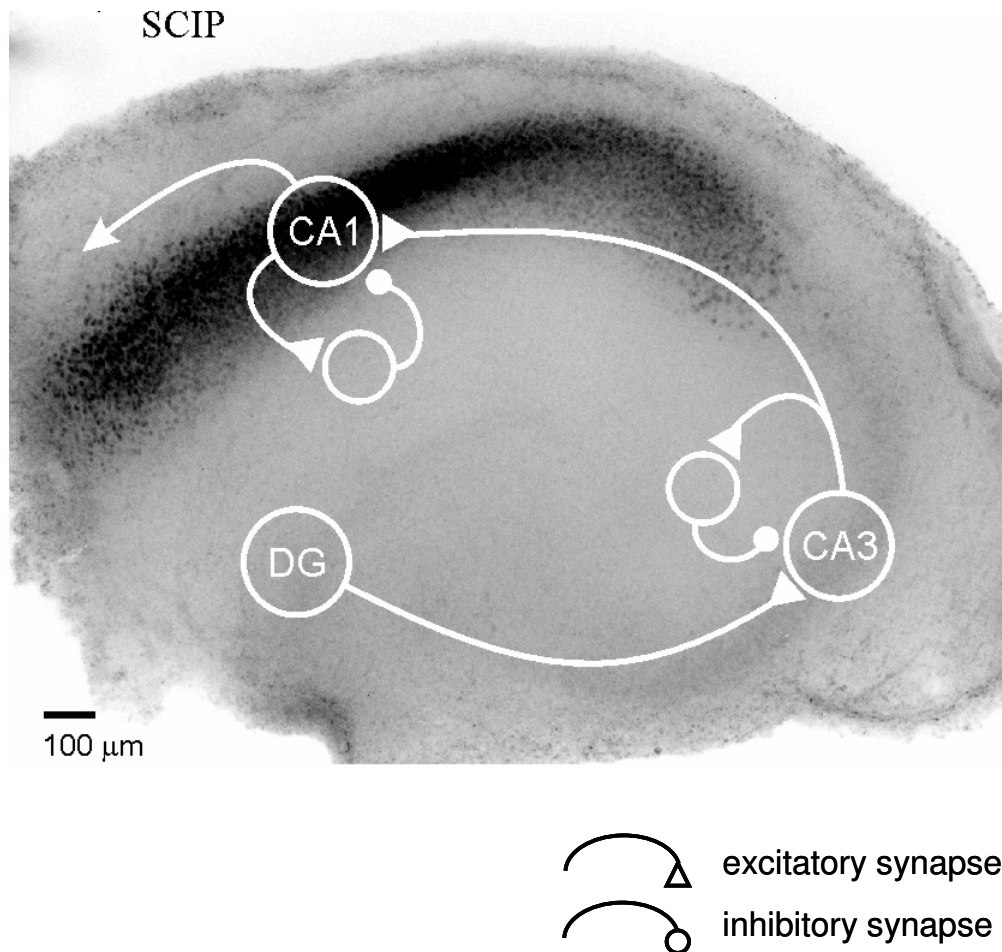 SCIP
CA1
DG
CA3
100 μm
excitatory synapse
inhibitory synapse